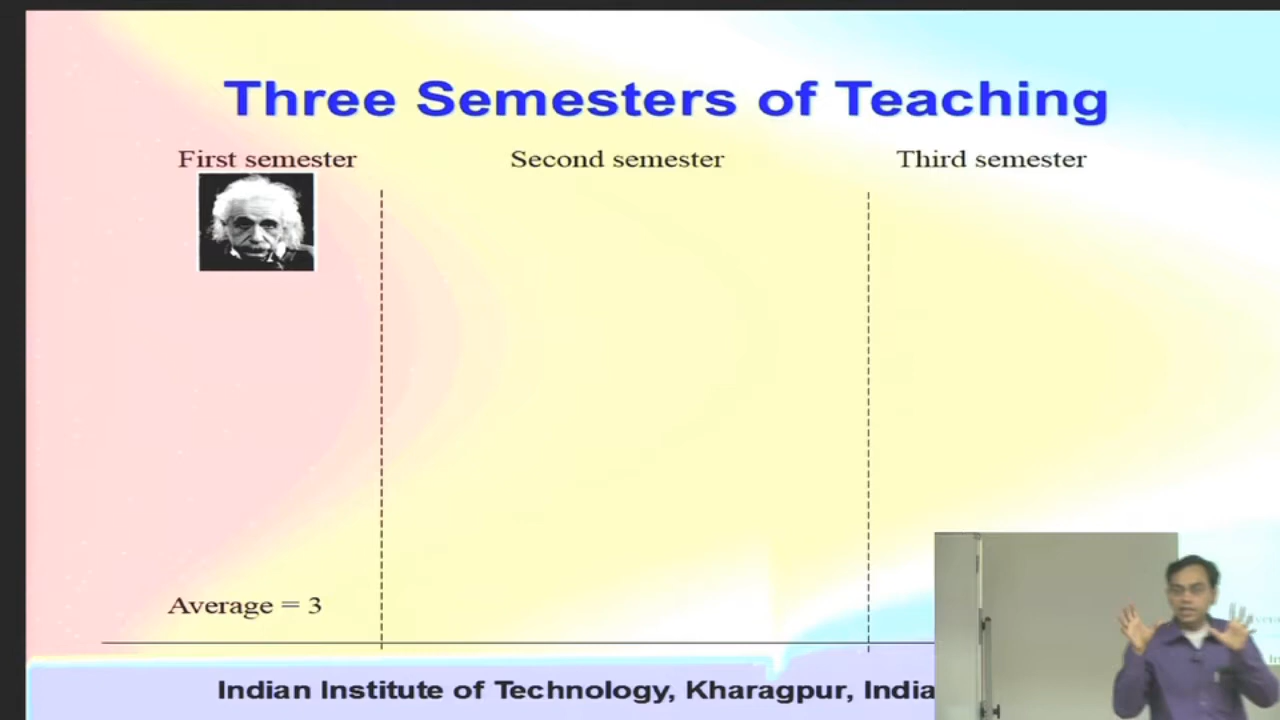 Three Semesters of Teaching
First semester
Second semester
Third semester
Average = 3
Indian Institute of Technology, Kharagpur, India